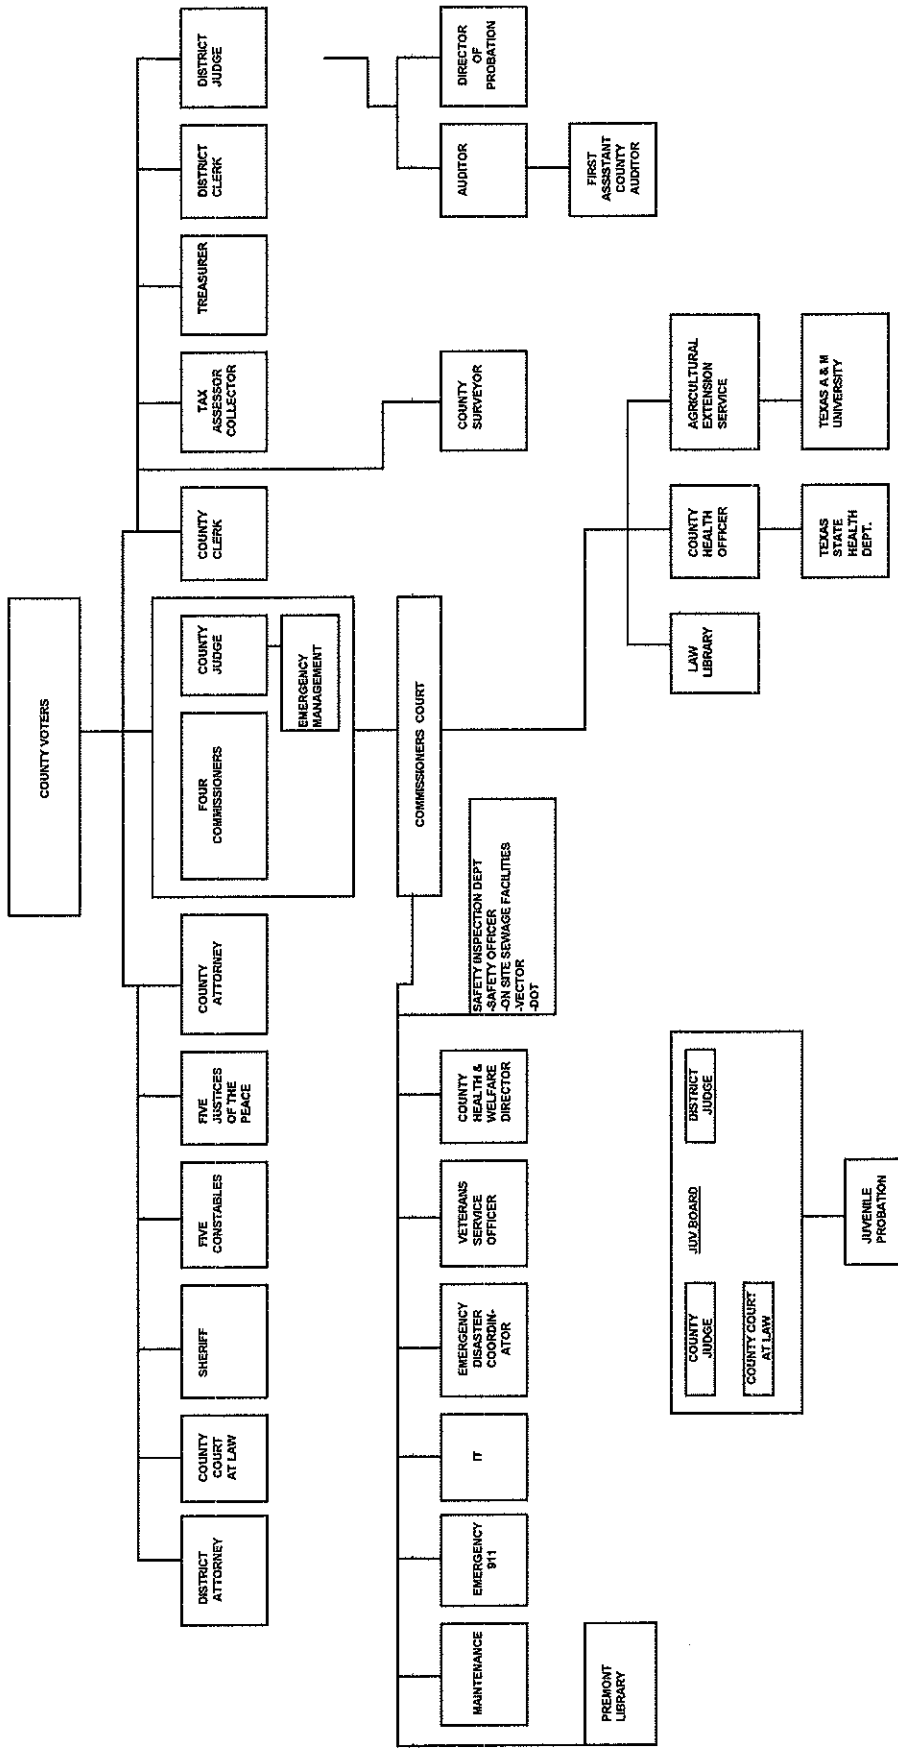 COUNTY VOTERS
DISTRICT
ATTORNEY
COUNTY
COURT
AT LAW
SHERIFF
FIVE
CONSTABLES
FIVE
JUSTICES
OF THE
PEACE
COUNTY
ATTORNEY
FOUR
COMMISSIONERS
COUNTY
JUDGE
EMERGENCY
MANAGEMENT
COUNTY
CLERK
TAX
ASSESSOR
COLLECTOR
TREASURER
DISTRICT
CLERK
DISTRICT
JUDGE
COMMISSIONERS COURT
MAINTENANCE
EMERGENCY
911
IT
EMERGENCY
DISASTER
COORDIN-
ATOR
VETERANS
SERVICE
OFFICER
COUNTY
HEALTH &
WELFARE
DIRECTOR
SAFETY INSPECTION DEPT
-SAFETY OFFICER
-ON SITE SEWAGE FACILITIES
-VECTOR
-DOT
COUNTY
SURVEYOR
AUDITOR
DIRECTOR
OF
PROBATION
PREMONT
LIBRARY
FIRST
ASSISTANT
COUNTY
AUDITOR
COUNTY
JUDGE
JUV.BOARD
DISTRICT
JUDGE
COUNTY COURT
AT LAW
LAW
LIBRARY
COUNTY
HEALTH
OFFICER
AGRICULTURAL
EXTENSION
SERVICE
JUVENILE
PROBATION
TEXAS
STATE
HEALTH
DEPT.
TEXAS A & M
UNIVERSITY